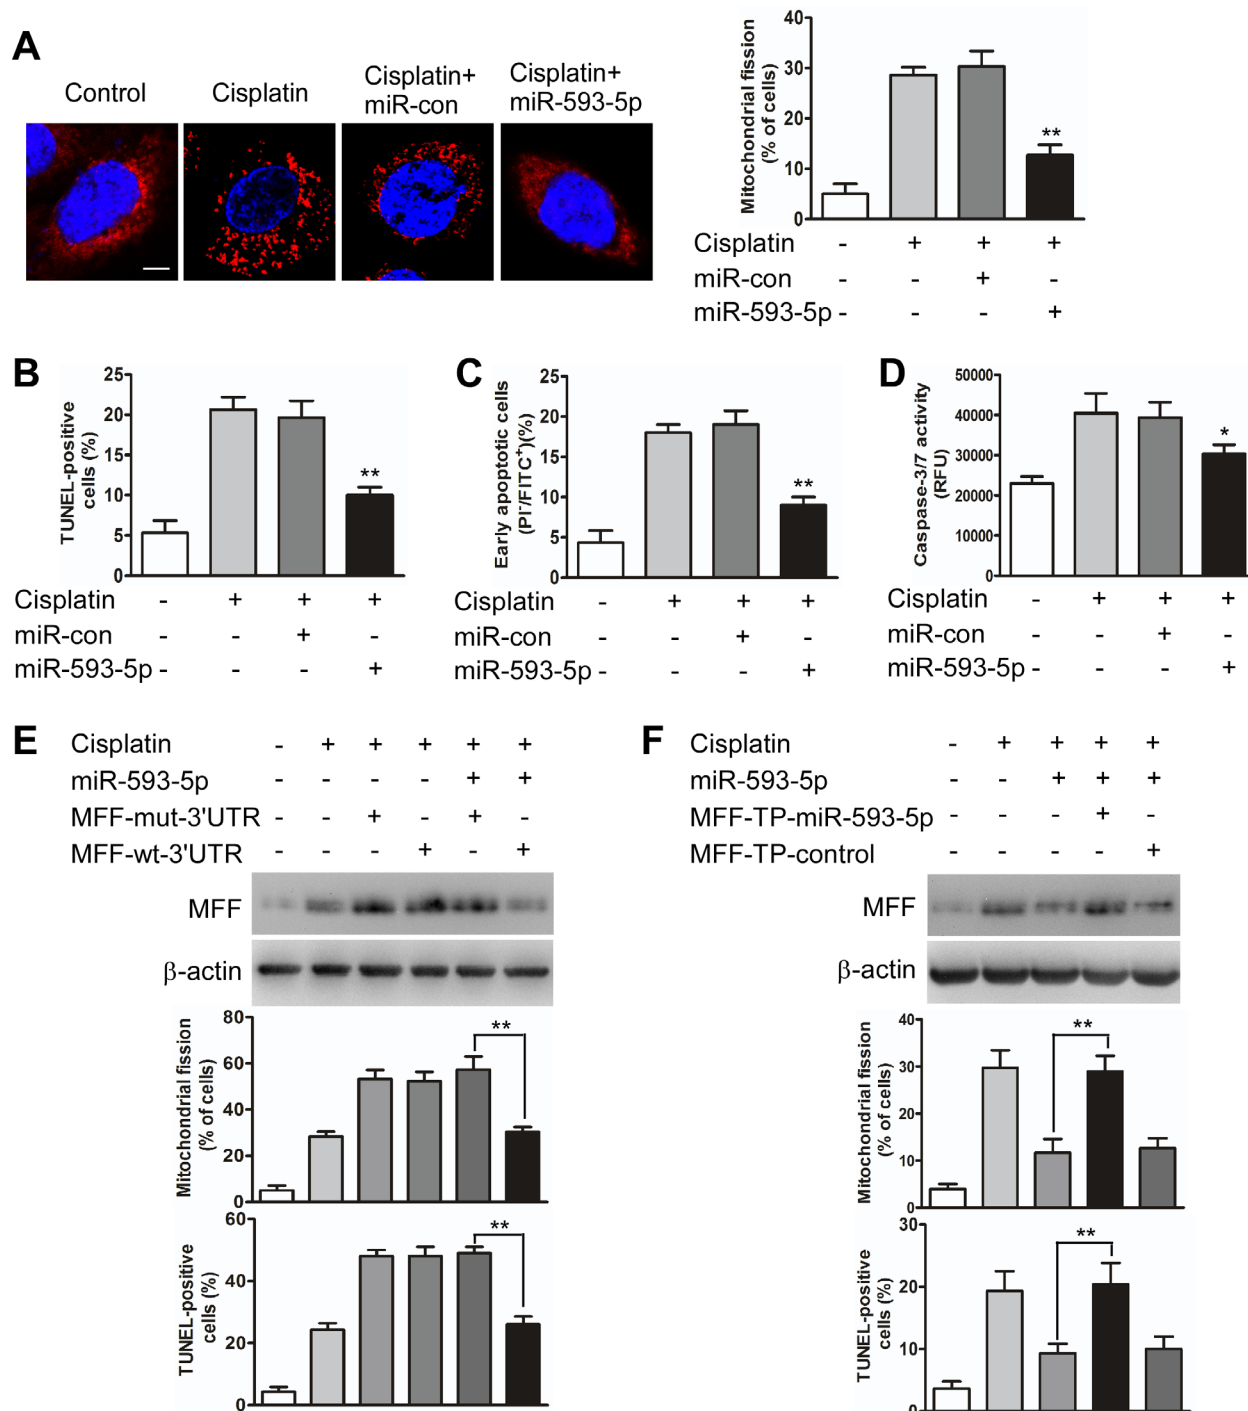 A
Control
Cisplatin
Cisplatin+
miR-con
Cisplatin+
miR-593-5p
Mitochondrial fission
(% of cells)
40
30
20
10
0
**
Cisplatin - + + +
miR-con - - + -
miR-593-5p - - - +
B
TUNEL-positive
cells (%)
25
20
15
10
5
0
**
Cisplatin - + + +
miR-con - - + -
miR-593-5p - - - +
C
Early apoptotic cells
(PI⁻/FITC⁺)(%)
25
20
15
10
5
0
**
Cisplatin - + + +
miR-con - - + -
miR-593-5p - - - +
D
Caspase-3/7 activity
(RFU)
50000
40000
30000
20000
10000
0
*
Cisplatin - + + +
miR-con - - + -
miR-593-5p - - - +
E
Cisplatin - + + + + +
miR-593-5p - - - - + +
MFF-mut-3'UTR - - + - + -
MFF-wt-3'UTR - - - + - +
MFF
β-actin
Mitochondrial fission
(% of cells)
80
60
40
20
0
**
TUNEL-positive
cells (%)
60
40
20
0
**
F
Cisplatin - + + + +
miR-593-5p - - + + +
MFF-TP-miR-593-5p - - - + -
MFF-TP-control - - - - +
MFF
β-actin
Mitochondrial fission
(% of cells)
40
30
20
10
0
**
TUNEL-positive
cells (%)
30
20
10
0
**